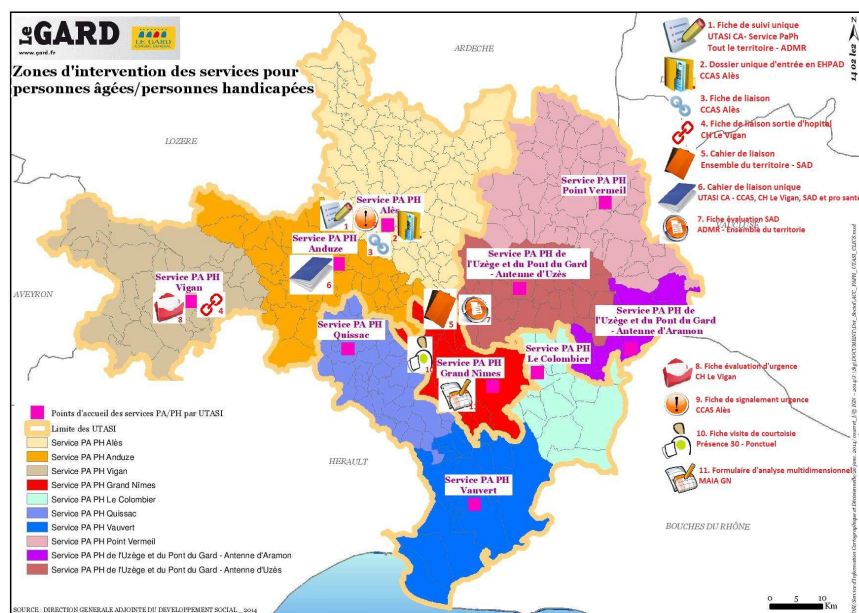 Le GARD
www.gard.fr
LE GARD
CONSEIL GENERAL
Zones d'intervention des services pour
personnes âgées/personnes handicapées
ARDECHE
LOZERE
AVEYRON
HERAULT
VAUCLUSE
BOUCHES DU RHÔNE
1. Fiche de suivi unique
UTASI CA- Service PaPh
Tout le territoire - ADMR
2. Dossier unique d'entrée en EHPAD
CCAS Alès
3. Fiche de liaison
CCAS Alès
4. Fiche de liaison sortie d'hopital
CH Le Vigan
5. Cahier de liaison
Ensemble du territoire - SAD
6. Cahier de liaison unique
UTASI CA - CCAS, CH Le Vigan, SAD et pro santé
7. Fiche évaluation SAD
ADMR - Ensemble du territoire
Service PA PH
Point Vermeil
Service PA PH
Alès
1
2
3
Service PA PH
Anduze
6
Service PA PH
Vigan
8
4
Service PA PH de
l'Uzège et du Pont du Gard
- Antenne d'Uzès
Service PA PH de
l'Uzège et du Pont du Gard
- Antenne d'Aramon
5
7
Service PA PH
Quissac
10
Service PA PH
Le Colombier
Service PA PH
Grand Nîmes
Service PA PH
Vauvert
8. Fiche évaluation d'urgence
CH Le Vigan
9. Fiche de signalement urgence
CCAS Alès
10. Fiche visite de courtoisie
Présence 30 - Ponctuel
11. Formulaire d'analyse multidimensionnel
MAIA GN
Points d'accueil des services PA/PH par UTASI
Limite des UTASI
Service PA PH Alès
Service PA PH Anduze
Service PA PH Vigan
Service PA PH Grand Nîmes
Service PA PH Le Colombier
Service PA PH Quissac
Service PA PH Vauvert
Service PA PH Point Vermeil
Service PA PH de l'Uzège et du Pont du Gard - Antenne d'Aramon
Service PA PH de l'Uzège et du Pont du Gard - Antenne d'Uzès
0 5 10
Km
SOURCE : DIRECTION GENERALE ADJOINTE DU DEVELOPPEMENT SOCIAL _ 2014